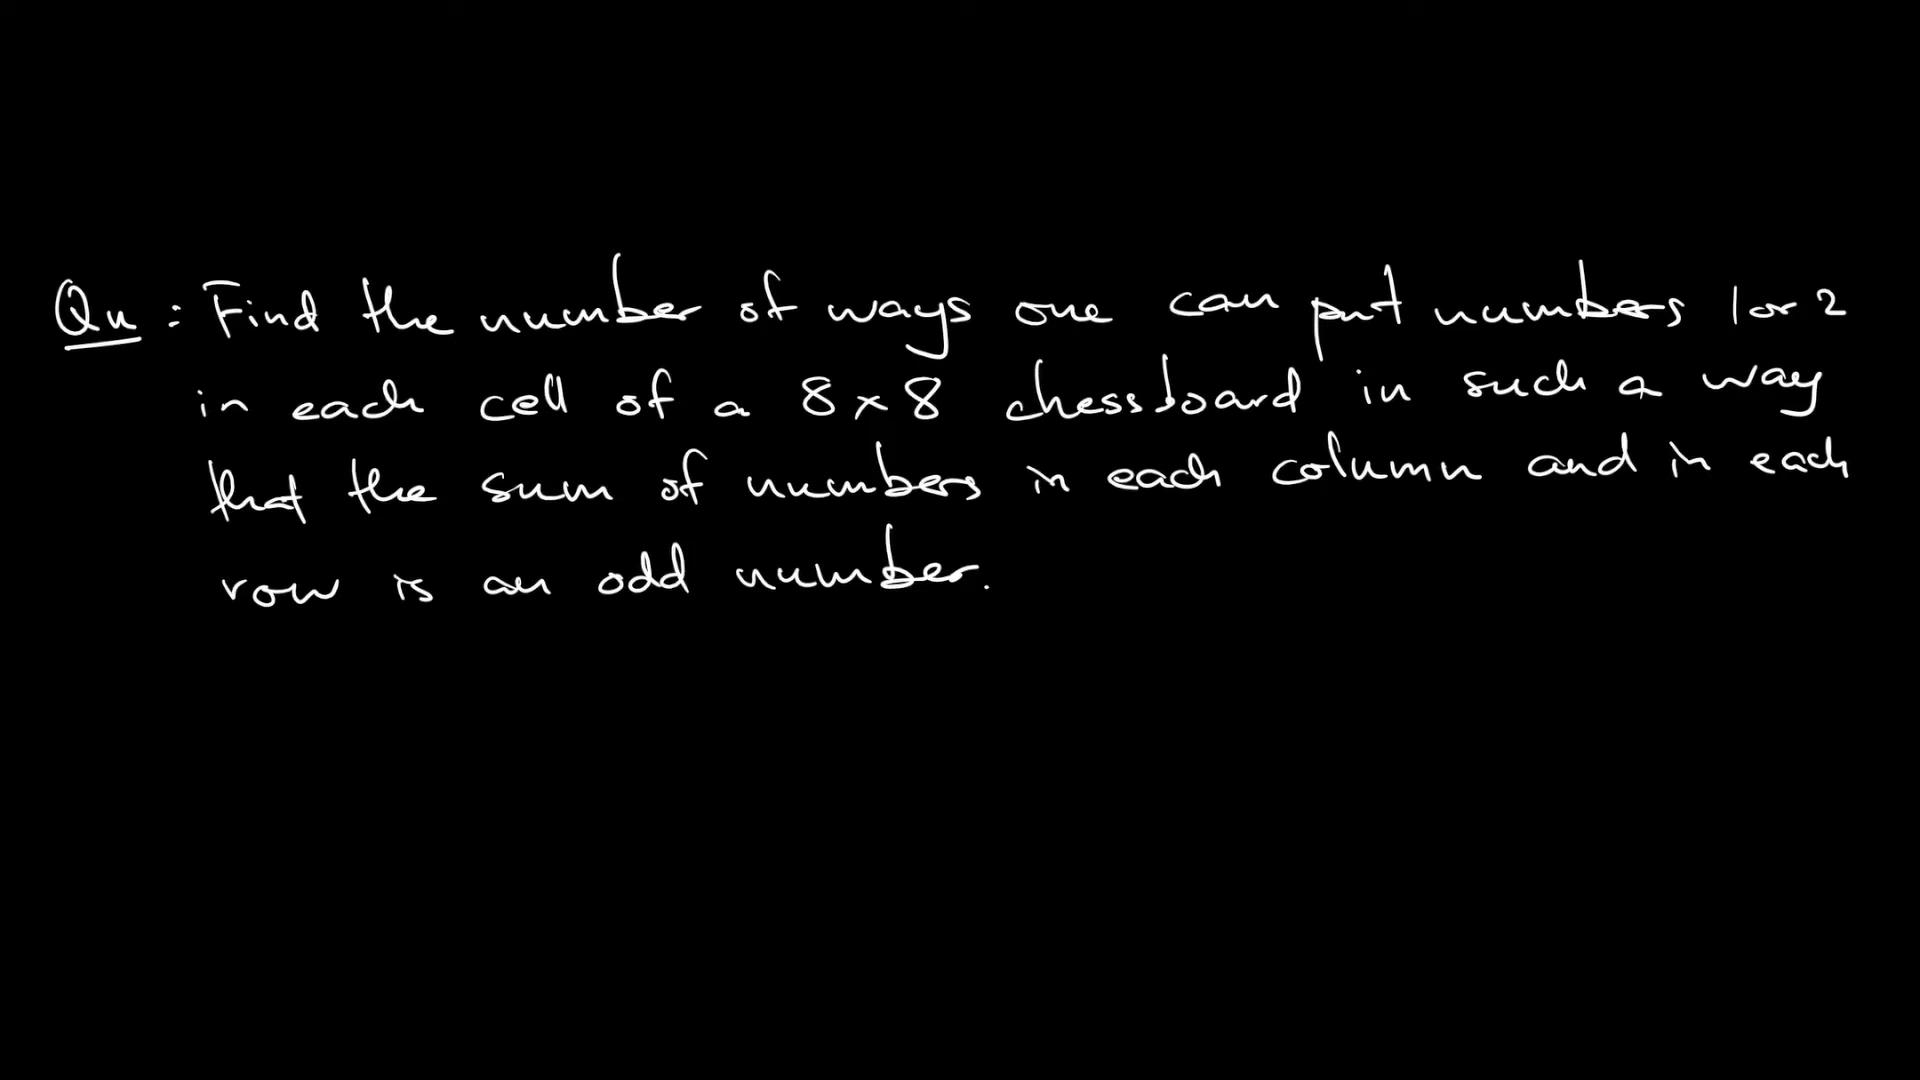 Qu : Find the number of ways one can put numbers 1 or 2
in each cell of a 8 × 8 chessboard in such a way
that the sum of numbers in each column and in each
row is an odd number.